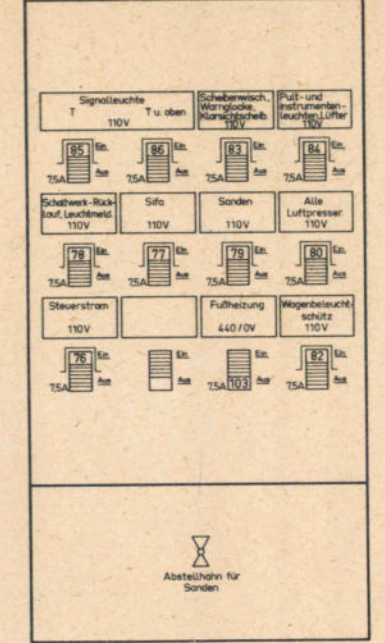 Signalleuchte
T T u. oben
110V
Scheibenwisch.,
Warnglocke,
Klarsichtscheib.
110V
Pult- und
Instrumenten-
leuchten, Lüfter
110V
85 Ein
7,5A Aus
86 Ein
Aus
83 Ein
Aus
84 Ein
7,5A Aus
Schaltwerk-Rück-
lauf, Leuchtmeld.
110V
Sifa
110V
Sanden
110V
Alle
Luftpresser
110V
78 Ein
7,5A Aus
77 Ein
7,5A Aus
79 Ein
7,5A Aus
80 Ein
7,5A Aus
Steuerstrom
110V
Fußheizung
440/0V
Wagenbeleucht-
schütz
110V
76 Ein
7,5A Aus
Ein
Aus
Ein
7,5A 103 Aus
82 Ein
7,5A Aus
Abstellhahn für
Sanden